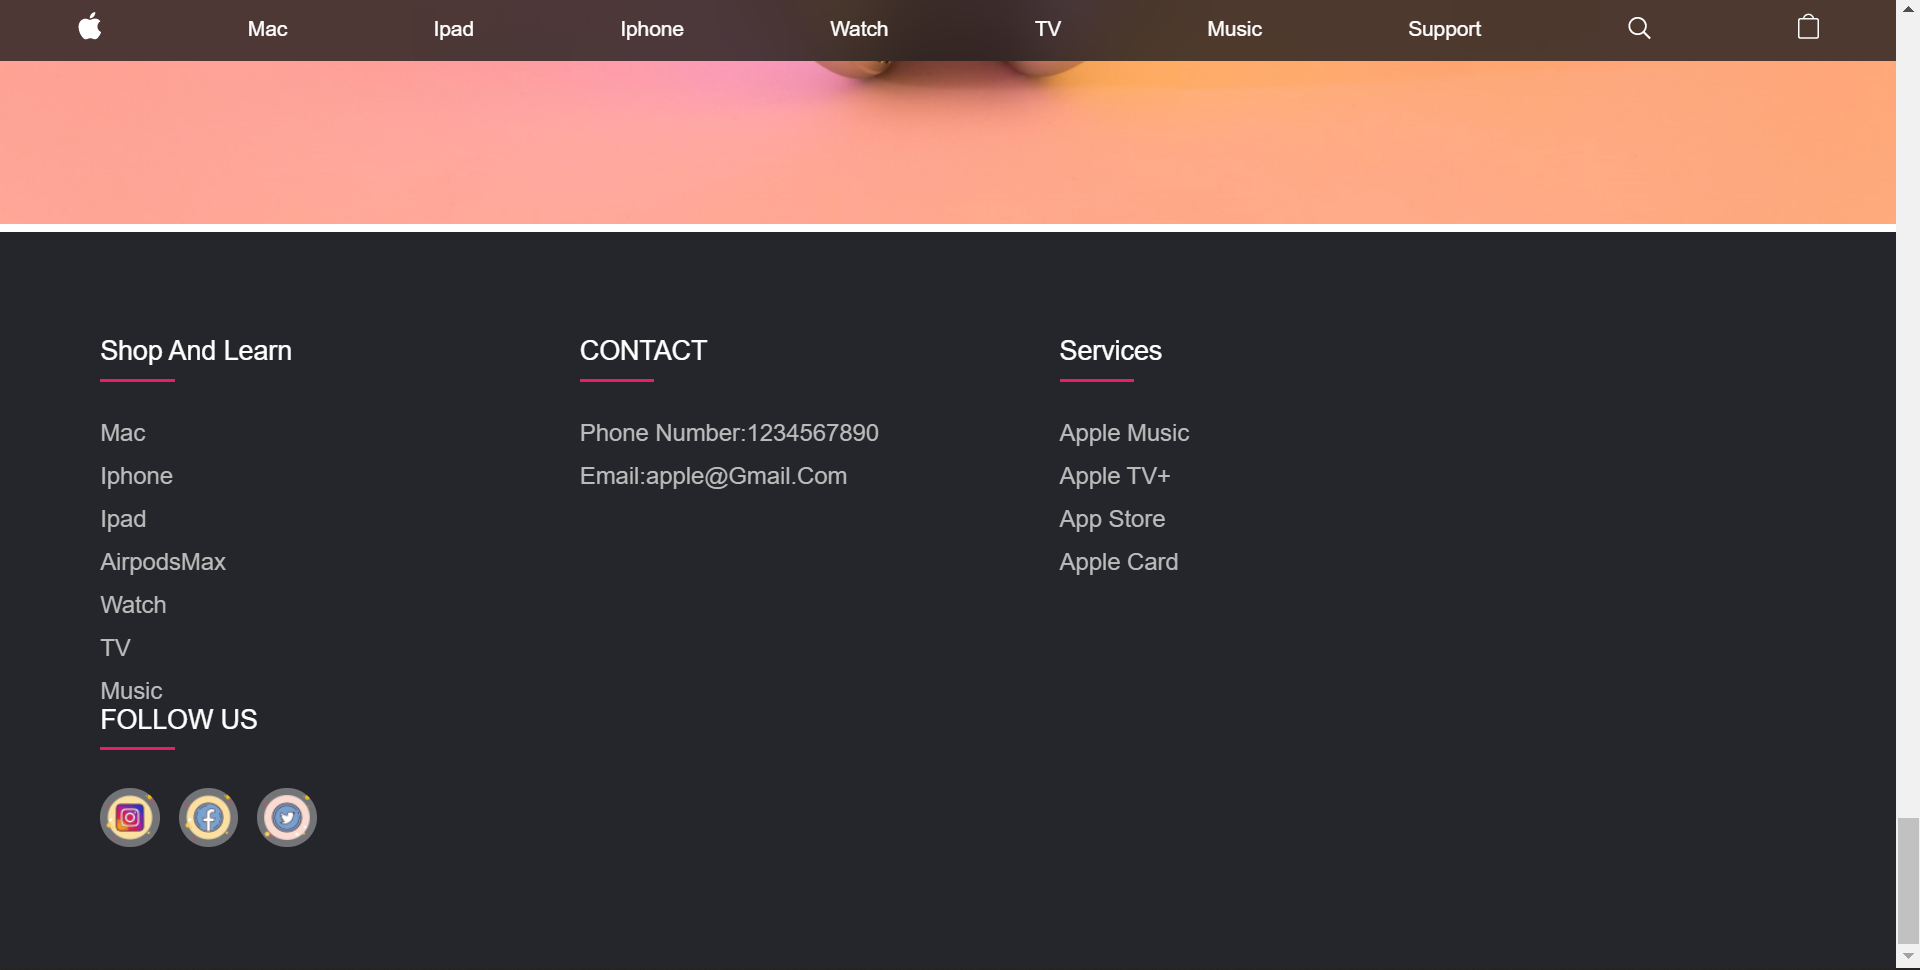 Mac Ipad Iphone Watch TV Music Support
Shop And Learn
Mac
Iphone
Ipad
AirpodsMax
Watch
TV
Music
CONTACT
Phone Number:1234567890
Email:apple@Gmail.Com
Services
Apple Music
Apple TV+
App Store
Apple Card
FOLLOW US